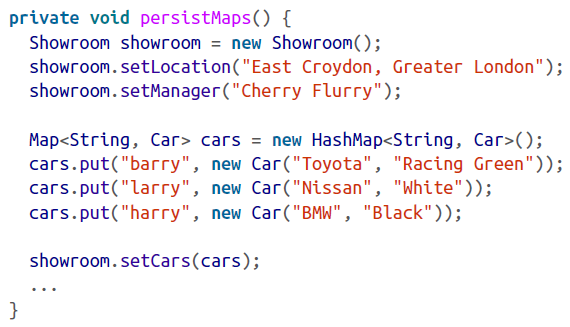 private void persistMaps() {
  Showroom showroom = new Showroom();
  showroom.setLocation("East Croydon, Greater London");
  showroom.setManager("Cherry Flurry");

  Map<String, Car> cars = new HashMap<String, Car>();
  cars.put("barry", new Car("Toyota", "Racing Green"));
  cars.put("larry", new Car("Nissan", "White"));
  cars.put("harry", new Car("BMW", "Black"));

  showroom.setCars(cars);
  ...
}